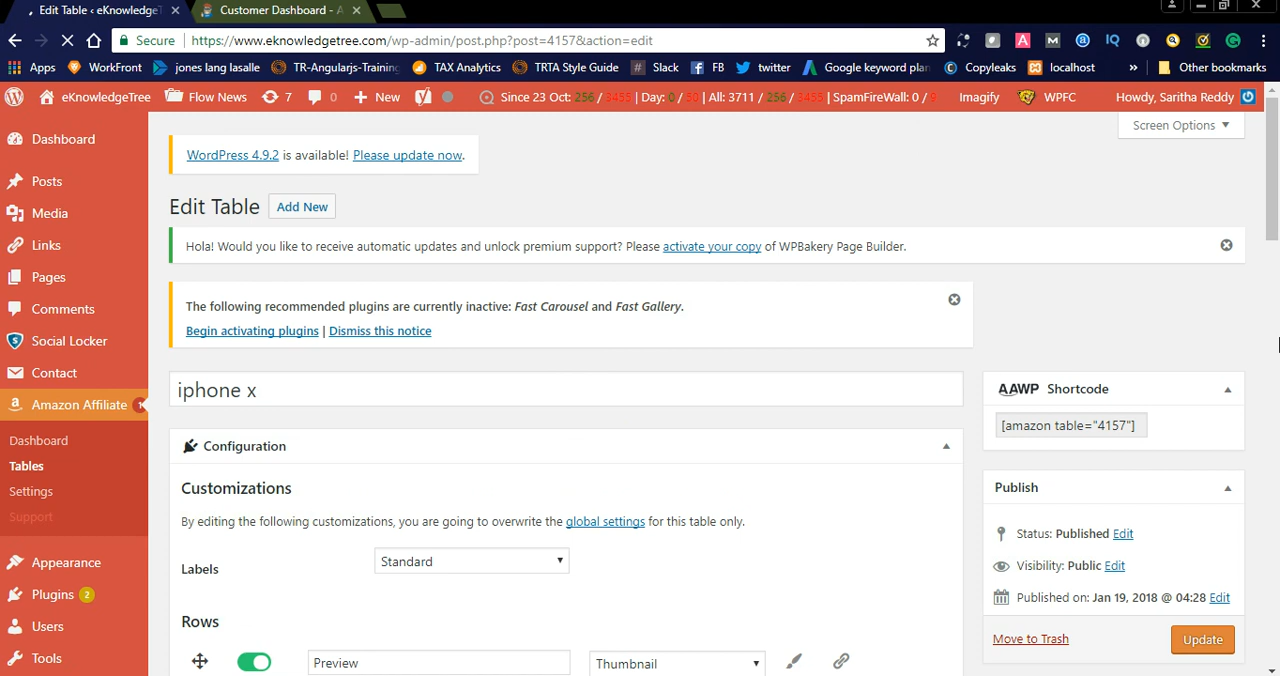 Edit Table ‹ eKnowledgeT
Customer Dashboard - A
Secure | https://www.eknowledgetree.com/wp-admin/post.php?post=4157&action=edit
Apps WorkFront jones lang lasalle TR-Angularjs-Training TAX Analytics TRTA Style Guide Slack FB twitter Google keyword plan Copyleaks localhost » Other bookmarks
eKnowledgeTree Flow News 7 0 New Since 23 Oct: 256 / 3455 | Day: 0 / 50 | All: 3711 / 256 / 3455 | SpamFireWall: 0 / 9 Imagify WPFC Howdy, Saritha Reddy
Screen Options
Dashboard
Posts
Media
Links
Pages
Comments
Social Locker
Contact
Amazon Affiliate 1
Dashboard
Tables
Settings
Support
Appearance
Plugins 2
Users
Tools
WordPress 4.9.2 is available! Please update now.
Edit Table Add New
Hola! Would you like to receive automatic updates and unlock premium support? Please activate your copy of WPBakery Page Builder.
The following recommended plugins are currently inactive: Fast Carousel and Fast Gallery.
Begin activating plugins | Dismiss this notice
iphone x
Configuration
Customizations
By editing the following customizations, you are going to overwrite the global settings for this table only.
Labels Standard
Rows
Preview Thumbnail
AAWP Shortcode
[amazon table="4157"]
Publish
Status: Published Edit
Visibility: Public Edit
Published on: Jan 19, 2018 @ 04:28 Edit
Move to Trash Update